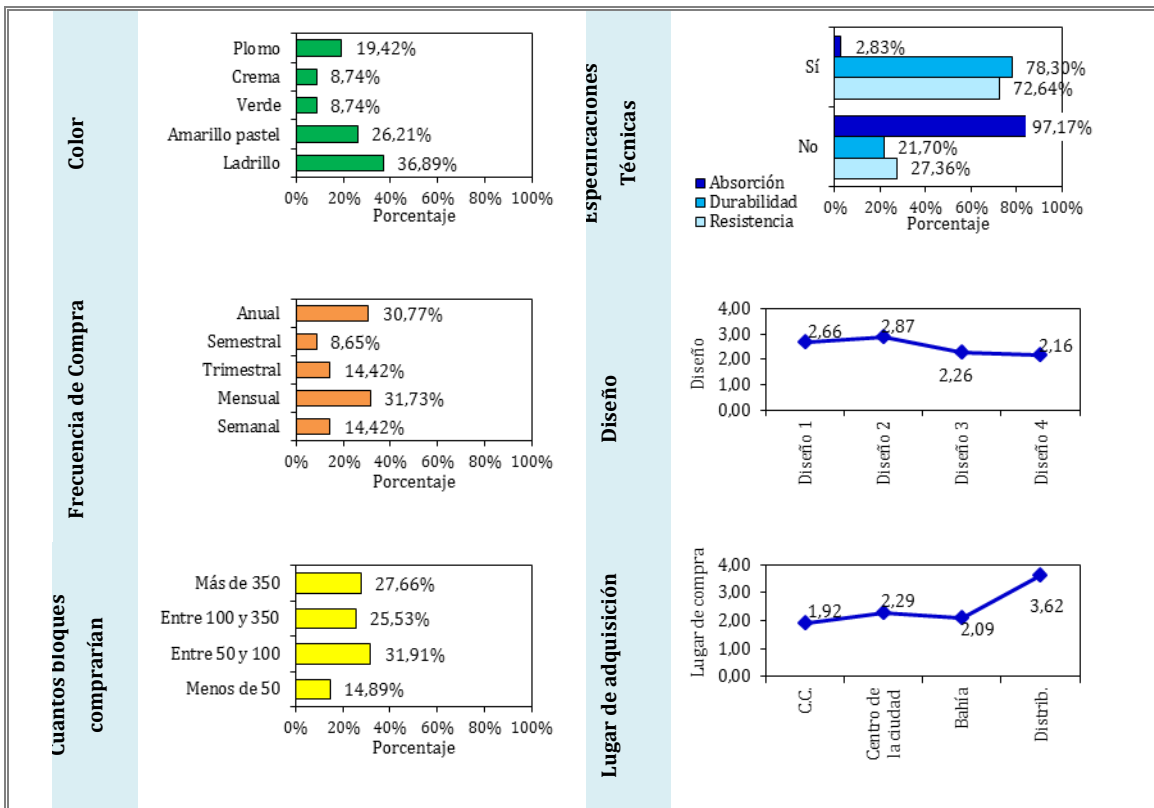 Color
Plomo
Crema
Verde
Amarillo pastel
Ladrillo
19,42%
8,74%
8,74%
26,21%
36,89%
0% 20% 40% 60% 80% 100%
Porcentaje
Especificaciones
Técnicas
Sí
No
2,83%
78,30%
72,64%
97,17%
21,70%
27,36%
Absorción
Durabilidad
Resistencia
0% 20% 40% 60% 80% 100%
Porcentaje
Frecuencia de Compra
Anual
Semestral
Trimestral
Mensual
Semanal
30,77%
8,65%
14,42%
31,73%
14,42%
0% 20% 40% 60% 80% 100%
Porcentaje
Diseño
Diseño
4,00
3,00
2,00
1,00
0,00
2,66
2,87
2,26
2,16
Diseño 1
Diseño 2
Diseño 3
Diseño 4
Cuantos bloques
comprarían
Más de 350
Entre 100 y 350
Entre 50 y 100
Menos de 50
27,66%
25,53%
31,91%
14,89%
0% 20% 40% 60% 80% 100%
Porcentaje
Lugar de adquisición
Lugar de compra
4,00
3,00
2,00
1,00
0,00
1,92
2,29
2,09
3,62
C.C.
Centro de
la ciudad
Bahía
Distrib.